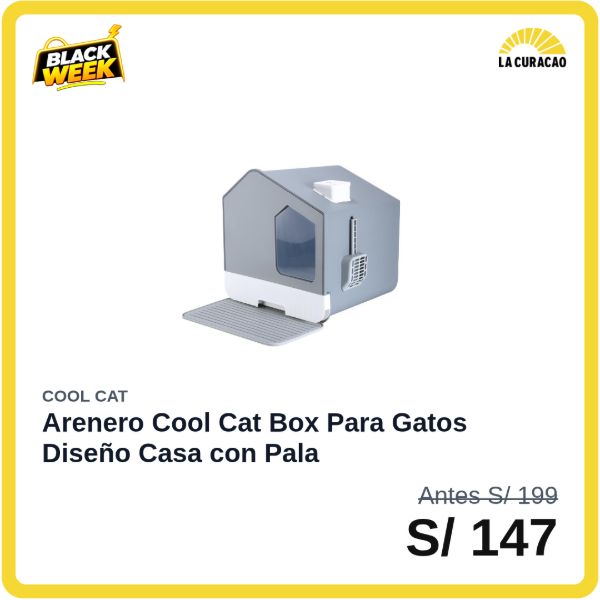 BLACK
WEEK
LA CURACAO
COOL CAT
Arenero Cool Cat Box Para Gatos
Diseño Casa con Pala
Antes S/ 199
S/ 147